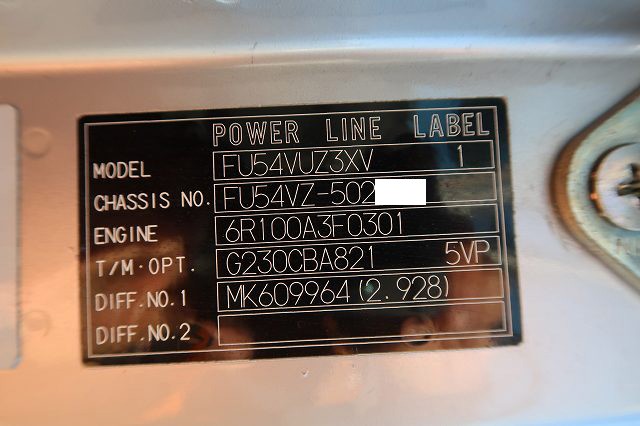 POWER LINE LABEL
MODEL FU54VUZ3XV 1
CHASSIS NO. FU54VZ-502
ENGINE 6R100A3F0301
T/M·OPT. G230CBA821 5VP
DIFF.NO.1 MK609964(2.928)
DIFF.NO.2